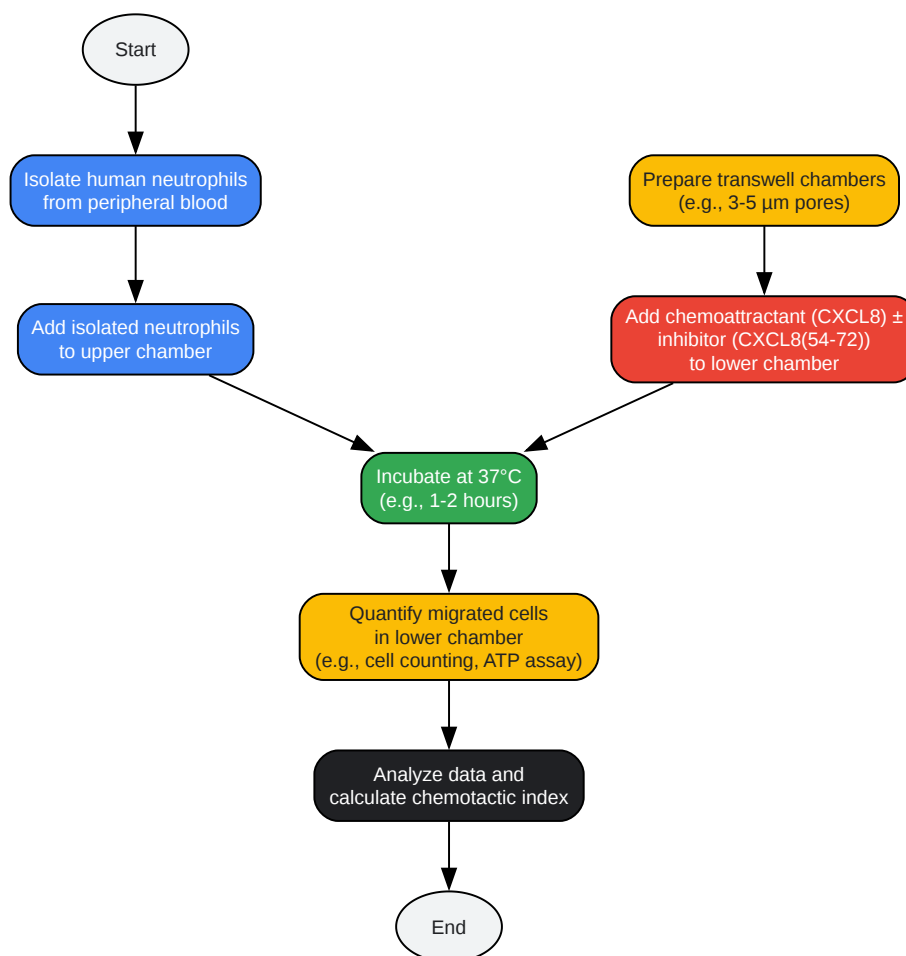 Start
Isolate human neutrophils
from peripheral blood
Prepare transwell chambers
(e.g., 3-5 µm pores)
Add isolated neutrophils
to upper chamber
Add chemoattractant (CXCL8) ±
inhibitor (CXCL8(54-72))
to lower chamber
Incubate at 37°C
(e.g., 1-2 hours)
Quantify migrated cells
in lower chamber
(e.g., cell counting, ATP assay)
Analyze data and
calculate chemotactic index
End